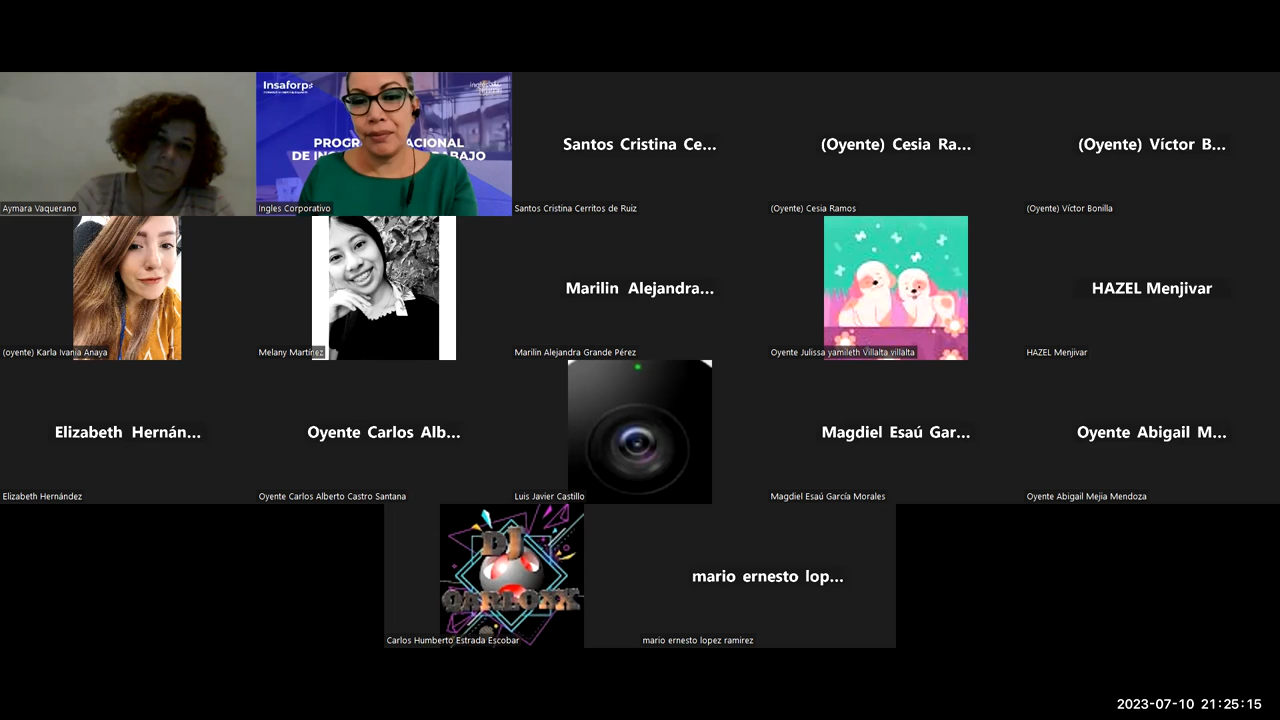 Insaforp
PROGR ACIONAL
DE IN ABAJO
Santos Cristina Ce...
(Oyente) Cesia Ra...
(Oyente) Víctor B...
Aymara Vaquerano
Ingles Corporativo
Santos Cristina Cerritos de Ruiz
(Oyente) Cesia Ramos
(Oyente) Víctor Bonilla
Marilin Alejandra...
HAZEL Menjivar
(oyente) Karla Ivania Anaya
Melany Martínez
Marilin Alejandra Grande Pérez
Oyente Julissa yamileth Villalta villalta
HAZEL Menjivar
Elizabeth Hernán...
Oyente Carlos Alb...
Magdiel Esaú Gar...
Oyente Abigail M...
Elizabeth Hernández
Oyente Carlos Alberto Castro Santana
Luis Javier Castillo
Magdiel Esaú García Morales
Oyente Abigail Mejia Mendoza
DJ
QARLOXX
mario ernesto lop...
Carlos Humberto Estrada Escobar
mario ernesto lopez ramirez
2023-07-10 21:25:15